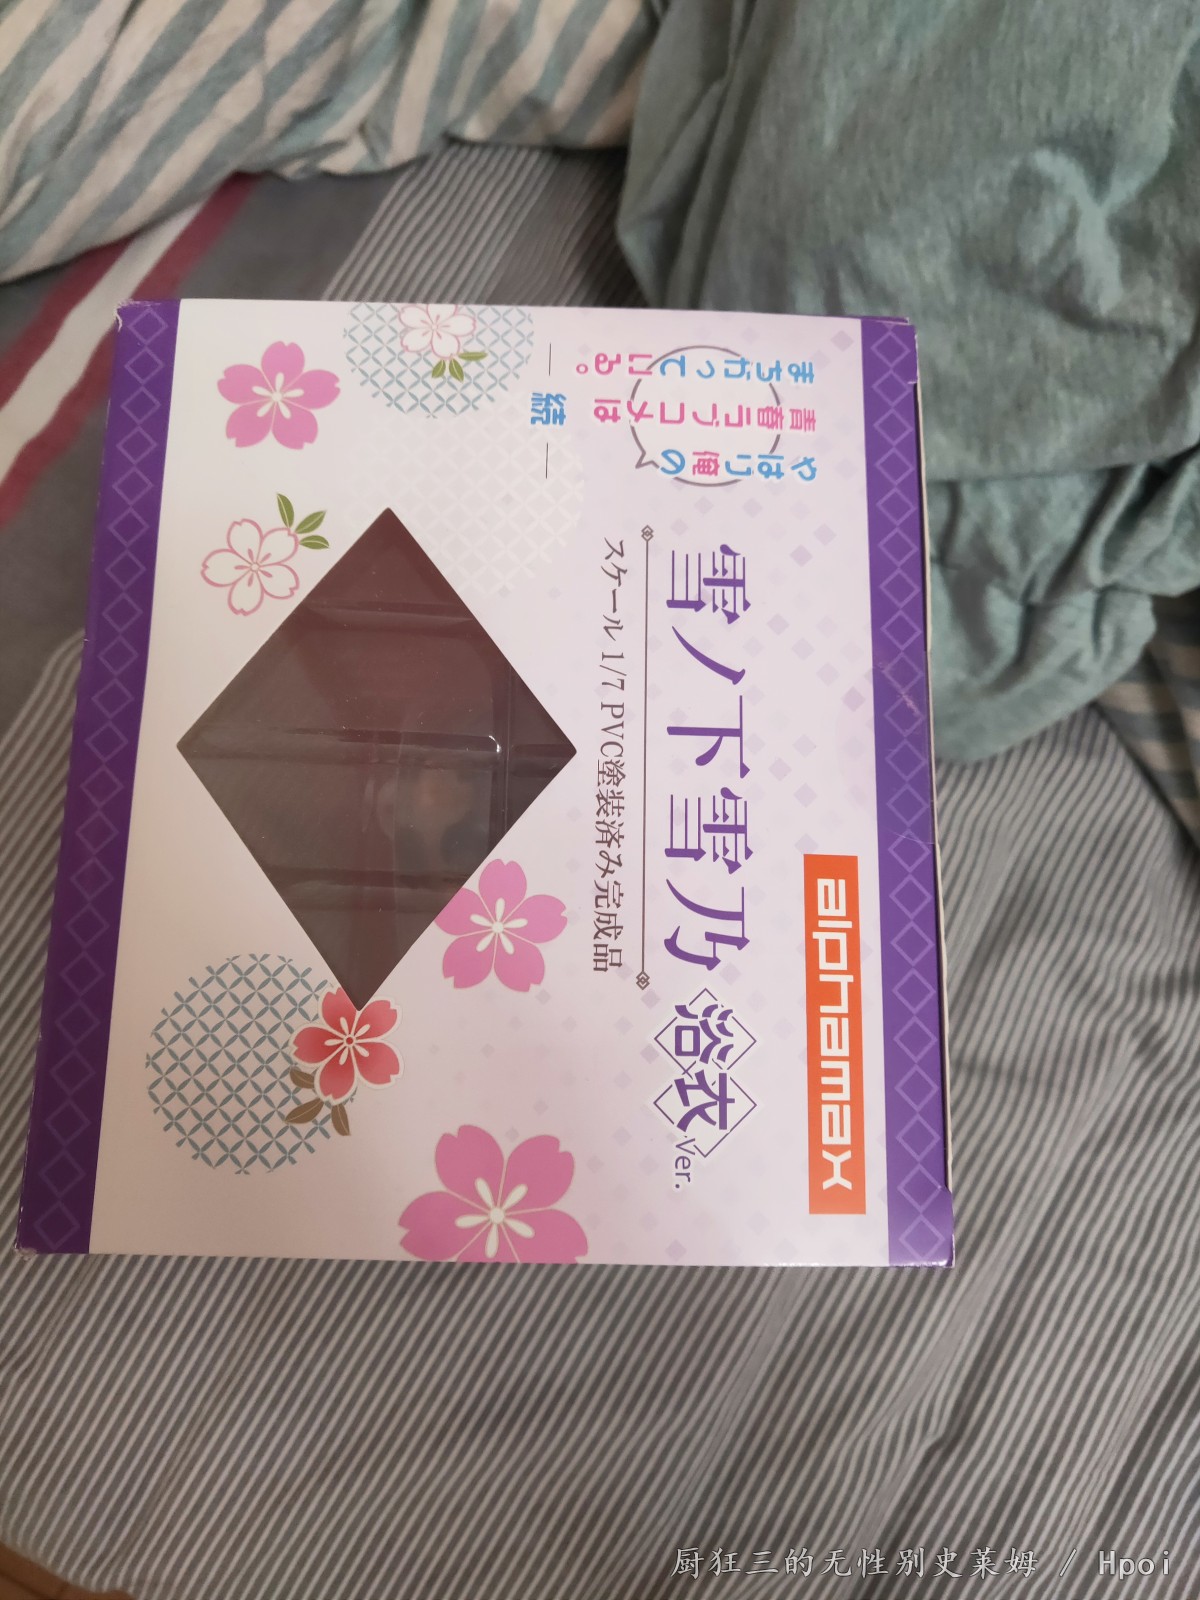 やはり俺の
青春ラブコメは
まちがっている。
続
雪ノ下雪乃
浴衣 Ver.
スケール 1/7 PVC塗装済み完成品
alphamax
厨狂三的无性别史莱姆 / Hpoi